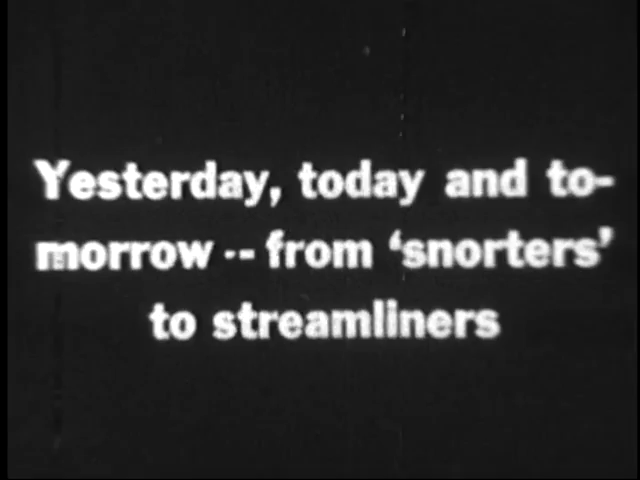 Yesterday, today and to-
morrow -- from ‘snorters’
to streamliners